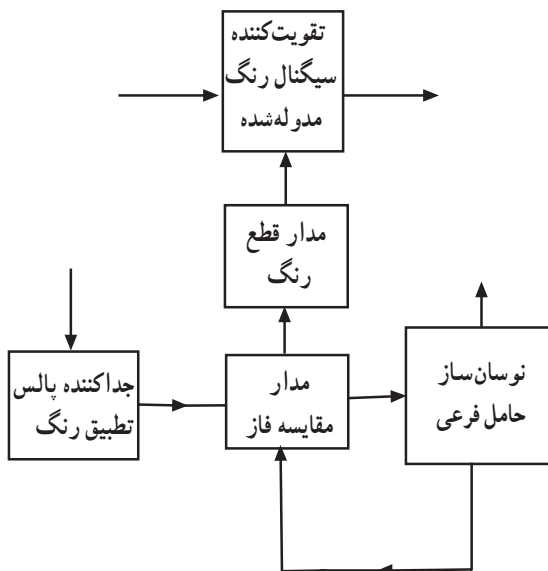 تقویت‌کننده
سیگنال رنگ
مدوله‌شده
مدار قطع
رنگ
جداکننده پالس
تطبیق رنگ
مدار
مقایسه فاز
نوسان‌ساز
حامل فرعی